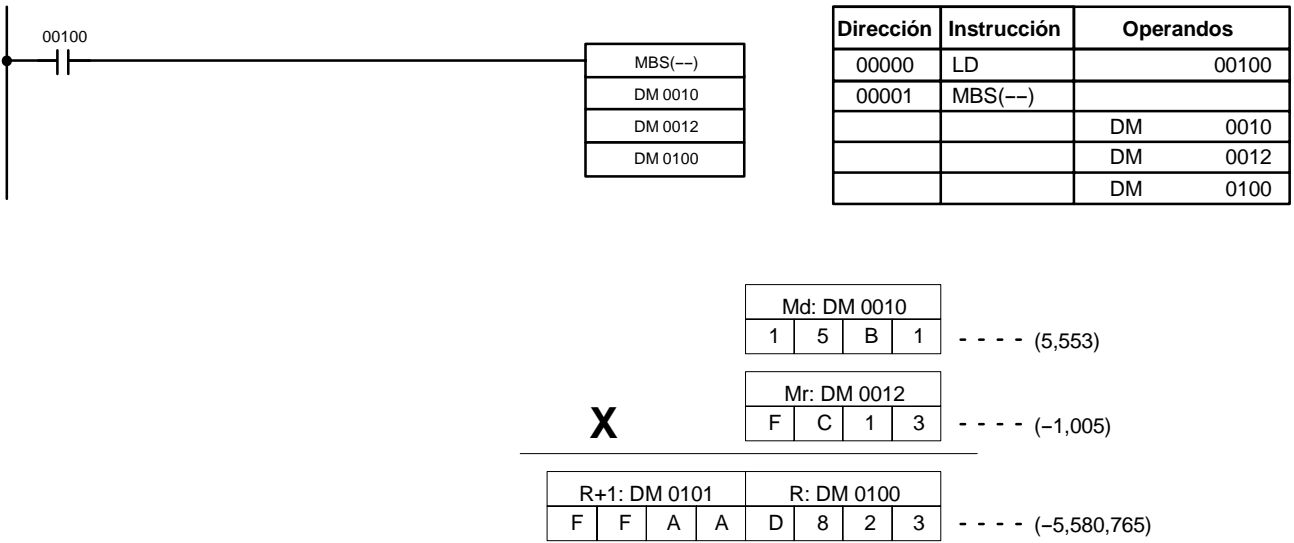 00100
MBS(−−)
DM 0010
DM 0012
DM 0100
Dirección Instrucción Operandos
00000 LD 00100
00001 MBS(−−)
DM 0010
DM 0012
DM 0100
Md: DM 0010
1 5 B 1 - - - - (5,553)
Mr: DM 0012
X F C 1 3 - - - - (−1,005)
R+1: DM 0101 R: DM 0100
F F A A D 8 2 3 - - - - (−5,580,765)